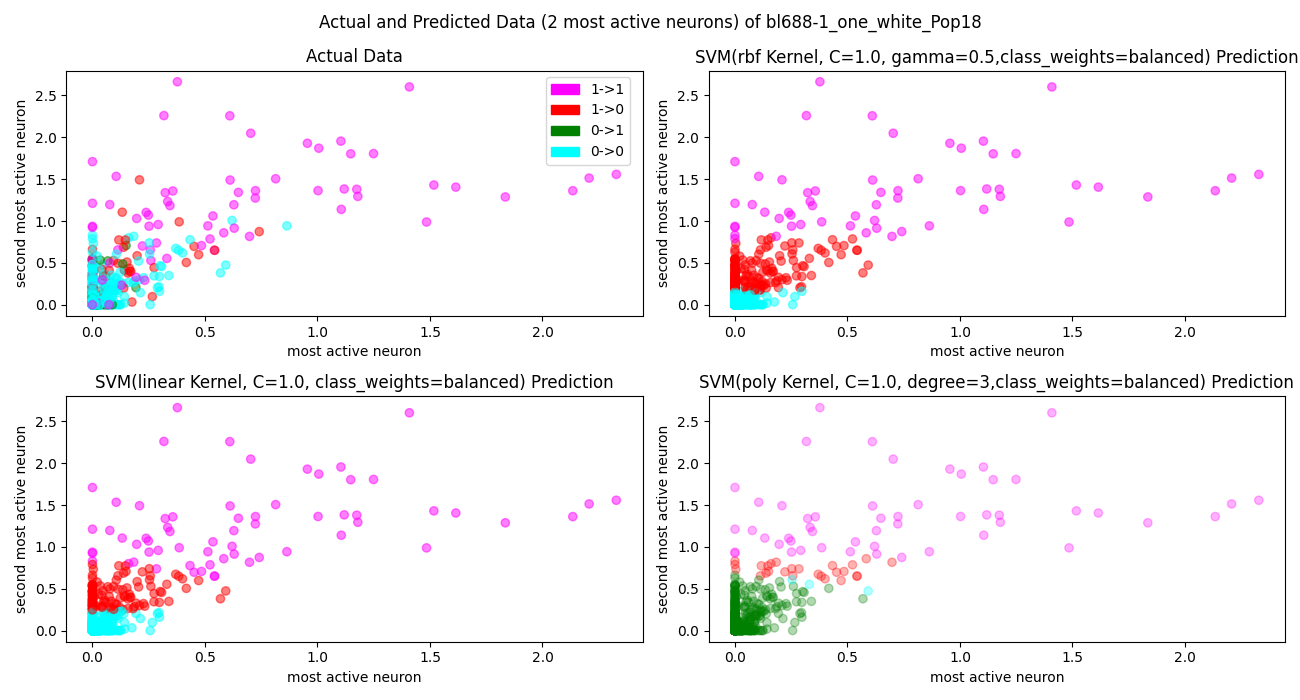 Actual and Predicted Data (2 most active neurons) of bl688-1_one_white_Pop18
Actual Data
second most active neuron
2.5
2.0
1.5
1.0
0.5
0.0
0.0 0.5 1.0 1.5 2.0
most active neuron
1->1
1->0
0->1
0->0
SVM(rbf Kernel, C=1.0, gamma=0.5,class_weights=balanced) Prediction
second most active neuron
2.5
2.0
1.5
1.0
0.5
0.0
0.0 0.5 1.0 1.5 2.0
most active neuron
SVM(linear Kernel, C=1.0, class_weights=balanced) Prediction
second most active neuron
2.5
2.0
1.5
1.0
0.5
0.0
0.0 0.5 1.0 1.5 2.0
most active neuron
SVM(poly Kernel, C=1.0, degree=3,class_weights=balanced) Prediction
second most active neuron
2.5
2.0
1.5
1.0
0.5
0.0
0.0 0.5 1.0 1.5 2.0
most active neuron